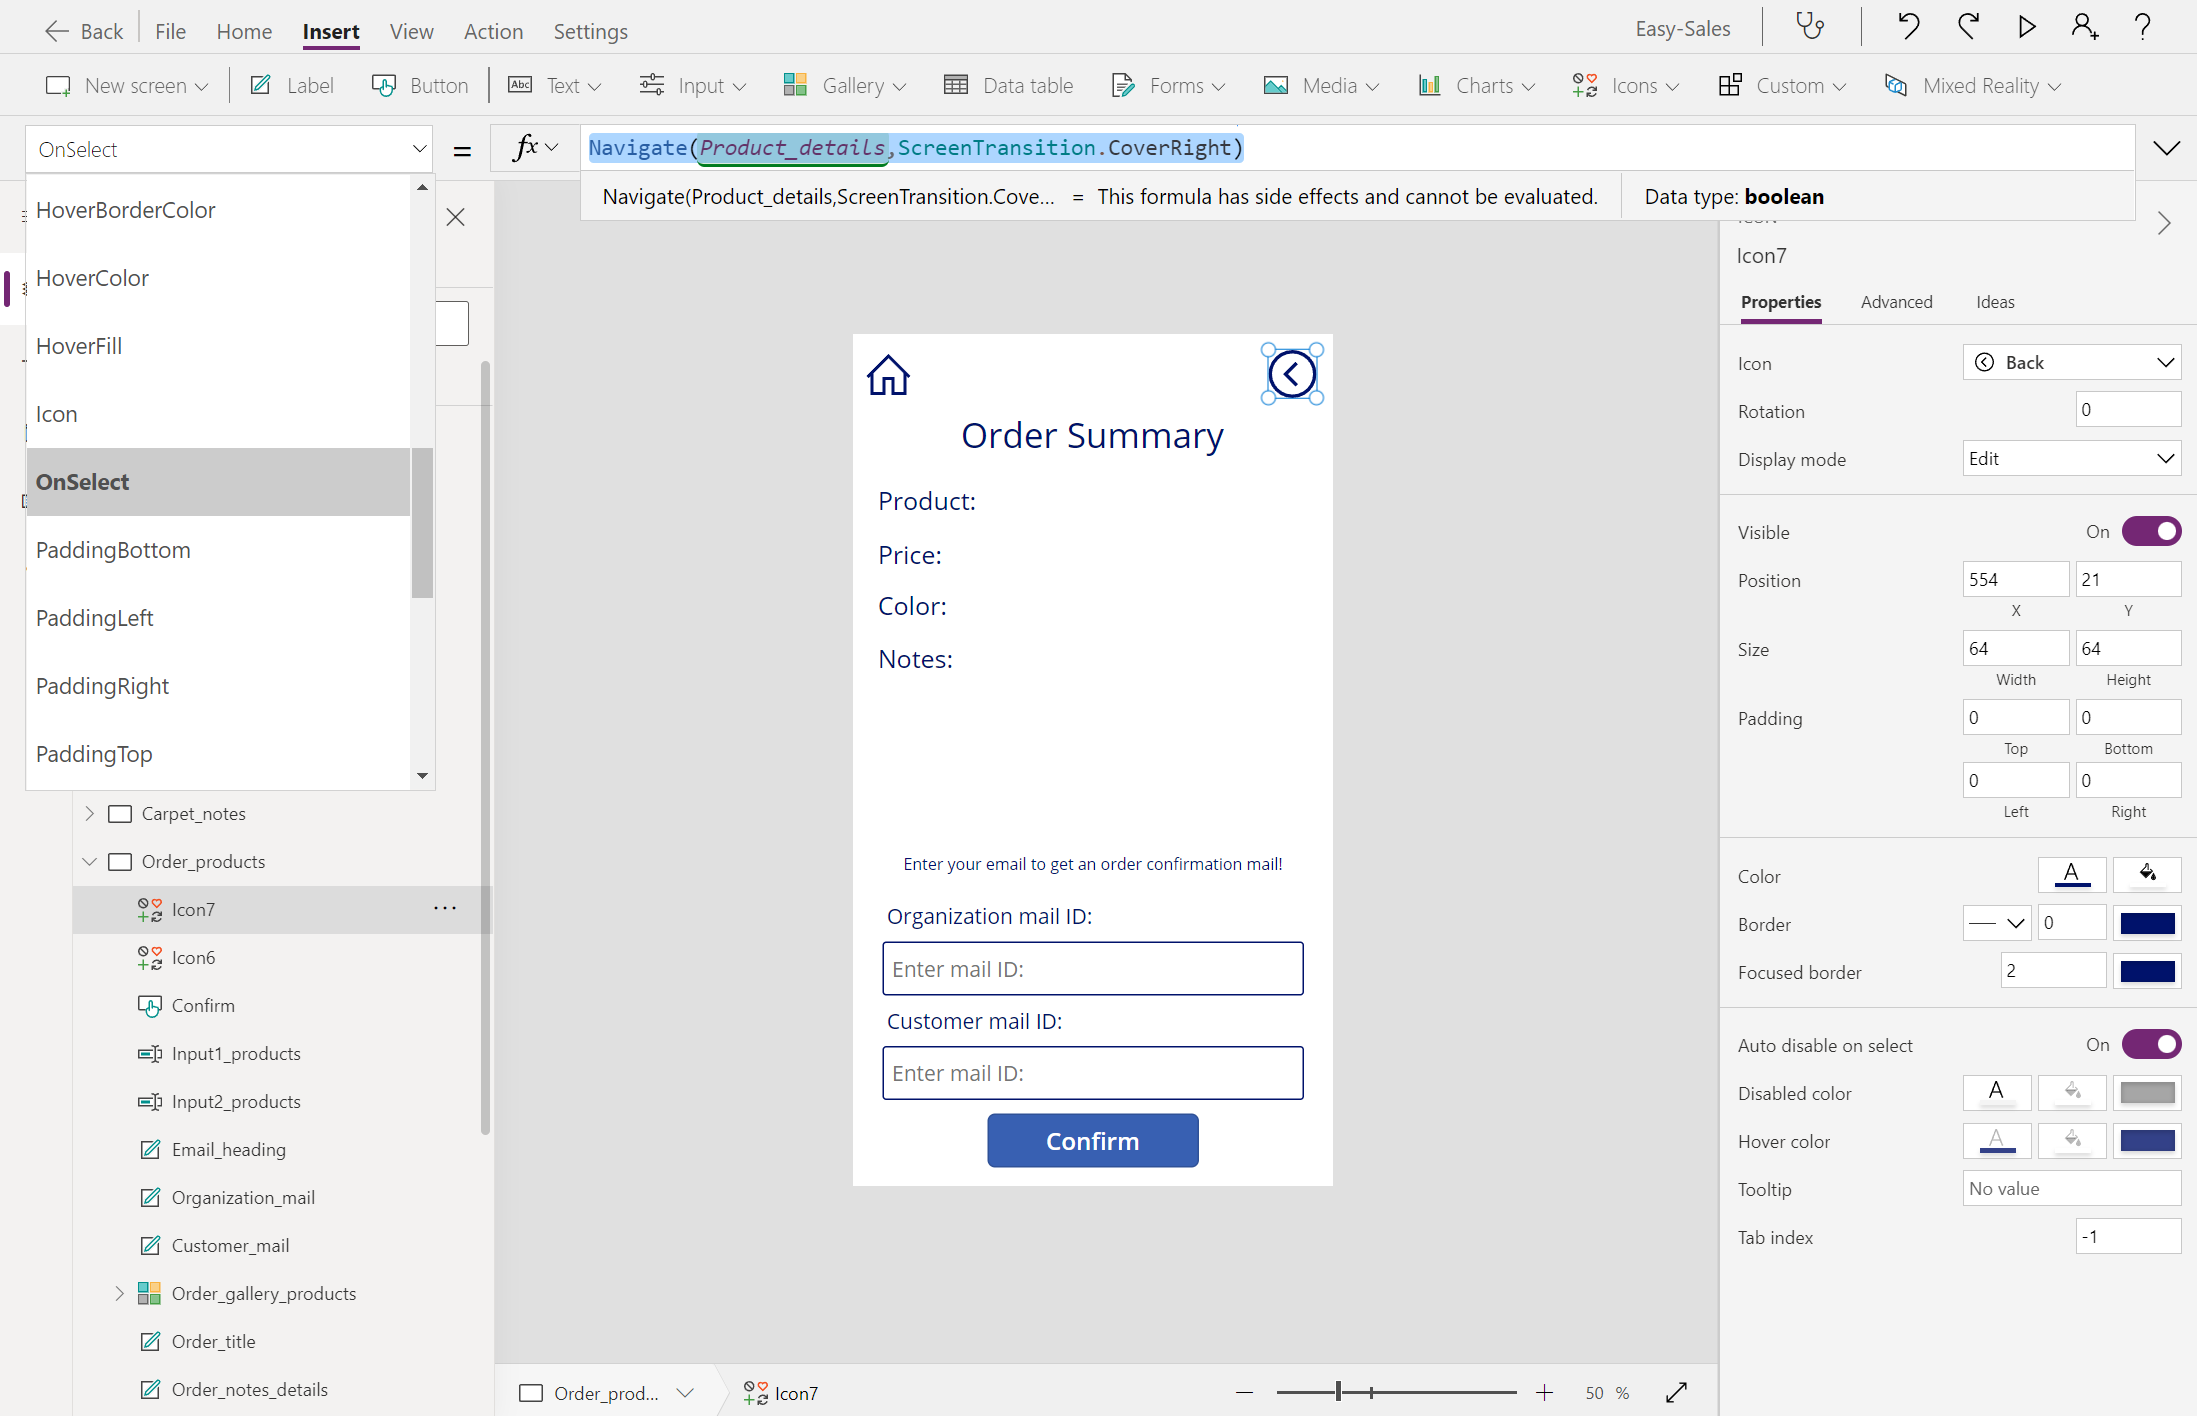 Back File Home Insert View Action Settings Easy-Sales
New screen Label Button Abc Text Input Gallery Data table Forms Media Charts Icons Custom Mixed Reality
OnSelect = fx Navigate(Product_details,ScreenTransition.CoverRight)
Navigate(Product_details,ScreenTransition.Cove... = This formula has side effects and cannot be evaluated. Data type: boolean
HoverBorderColor
HoverColor
HoverFill
Icon
OnSelect
PaddingBottom
PaddingLeft
PaddingRight
PaddingTop
Carpet_notes
Order_products
Icon7 ...
Icon6
Confirm
Input1_products
Input2_products
Email_heading
Organization_mail
Customer_mail
Order_gallery_products
Order_title
Order_notes_details
Order Summary
Product:
Price:
Color:
Notes:
Enter your email to get an order confirmation mail!
Organization mail ID:
Enter mail ID:
Customer mail ID:
Enter mail ID:
Confirm
Order_prod... Icon7 50 %
Icon7
Properties Advanced Ideas
Icon Back
Rotation 0
Display mode Edit
Visible On
Position 554 21
X Y
Size 64 64
Width Height
Padding 0 0
Top Bottom
0 0
Left Right
Color A
Border 0
Focused border 2
Auto disable on select On
Disabled color A
Hover color A
Tooltip No value
Tab index -1